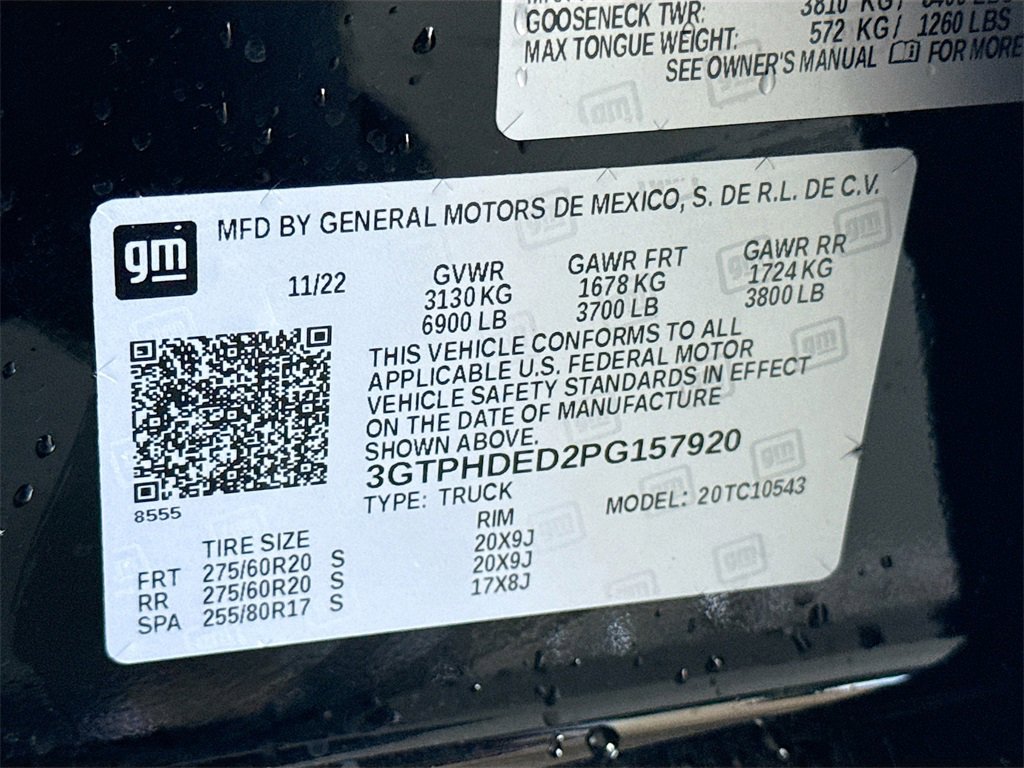 GOOSENECK TWR: 3810 KG/
MAX TONGUE WEIGHT: 572 KG/ 1260 LBS
SEE OWNER'S MANUAL FOR MORE
gm
MFD BY GENERAL MOTORS DE MEXICO, S. DE R.L. DE C.V.
11/22 GVWR GAWR FRT GAWR RR
3130 KG 1678 KG 1724 KG
6900 LB 3700 LB 3800 LB
THIS VEHICLE CONFORMS TO ALL
APPLICABLE U.S. FEDERAL MOTOR
VEHICLE SAFETY STANDARDS IN EFFECT
ON THE DATE OF MANUFACTURE
SHOWN ABOVE.
3GTPHDED2PG157920
TYPE: TRUCK MODEL: 20TC10543
8555
TIRE SIZE RIM
FRT 275/60R20 S 20X9J
RR 275/60R20 S 20X9J
SPA 255/80R17 S 17X8J